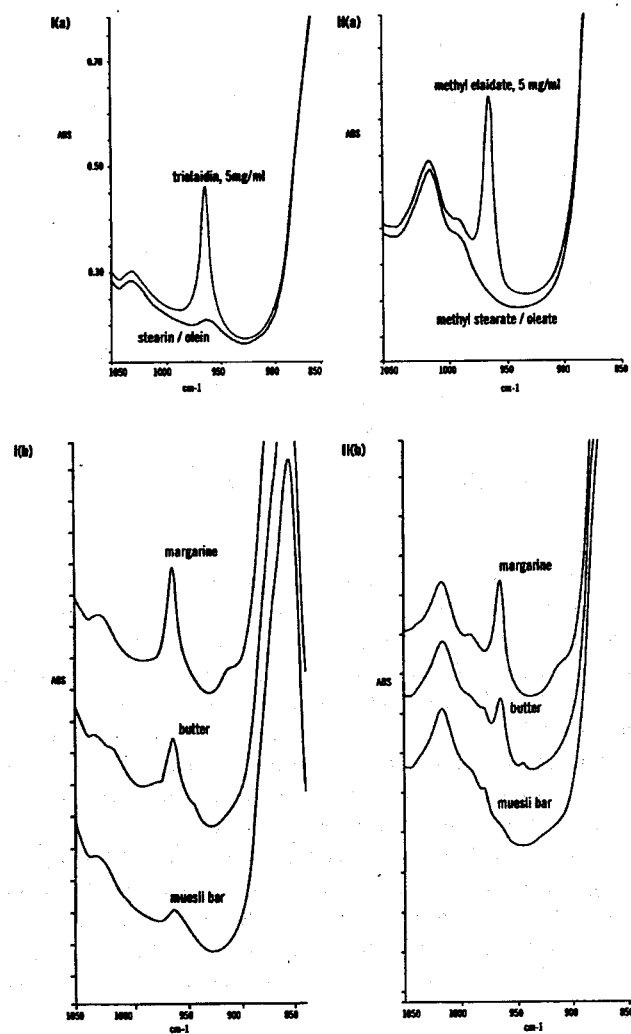 I(a)
0.70
ABS
0.50
0.30
trielaidin, 5mg/ml
stearin / olein
1050 1000 950 900 850
cm-1
II(a)
ABS
methyl elaidate, 5 mg/ml
methyl stearate / oleate
1050 1000 950 900 850
cm-1
I(b)
ABS
margarine
butter
muesli bar
1050 1000 950 900 850
cm-1
II(b)
ABS
margarine
butter
muesli bar
1050 1000 950 900 850
cm-1